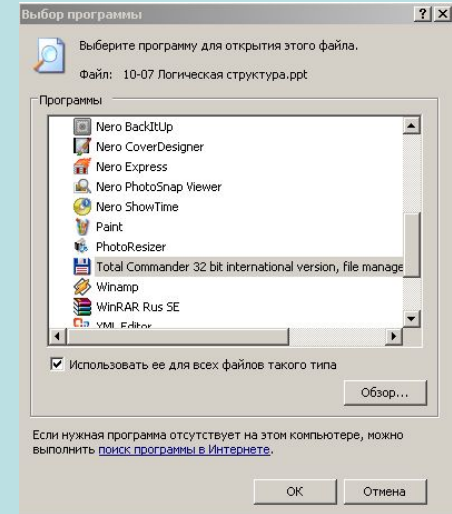 Выбор программы
Выберите программу для открытия этого файла.
Файл: 10-07 Логическая структура.ppt
Программы
Nero BackItUp
Nero CoverDesigner
Nero Express
Nero PhotoSnap Viewer
Nero ShowTime
Paint
PhotoResizer
Total Commander 32 bit international version, file manage
Winamp
WinRAR Rus SE
XML Editor
Использовать ее для всех файлов такого типа
Обзор...
Если нужная программа отсутствует на этом компьютере, можно
выполнить поиск программы в Интернете.
ОК
Отмена